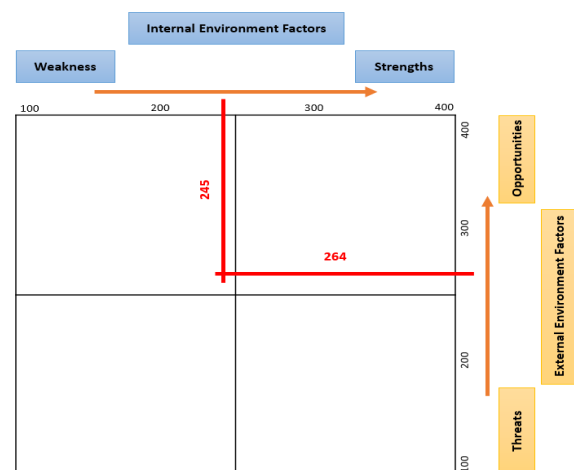 Internal Environment Factors
Weakness
Strengths
100
200
300
400
400
Opportunities
245
300
264
External Environment Factors
200
Threats
100